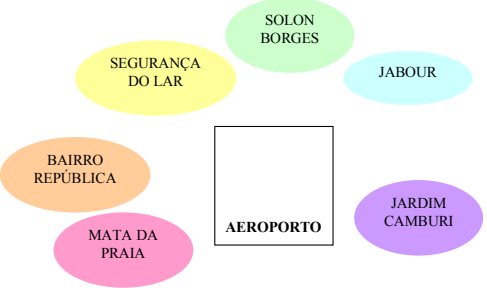 SOLON
BORGES
SEGURANÇA
DO LAR
JABOUR
BAIRRO
REPÚBLICA
JARDIM
CAMBURI
AEROPORTO
MATA DA
PRAIA